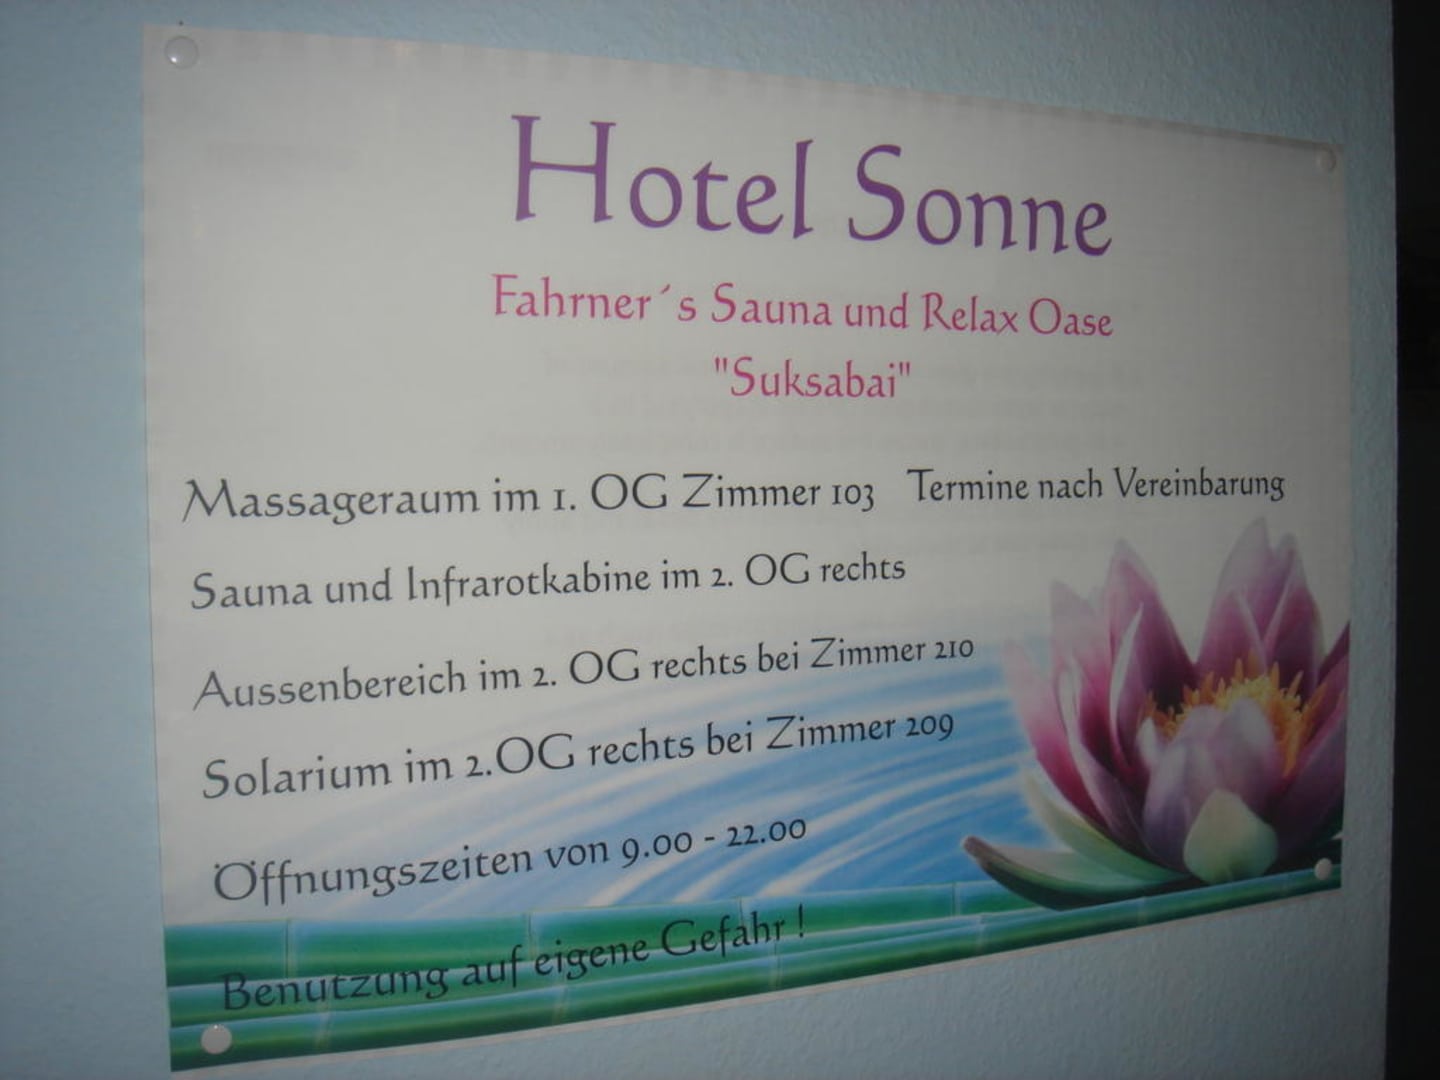 Hotel Sonne
Fahrner´s Sauna und Relax Oase
"Suksabai"
Massageraum im 1. OG Zimmer 103 Termine nach Vereinbarung
Sauna und Infrarotkabine im 2. OG rechts
Aussenbereich im 2. OG rechts bei Zimmer 210
Solarium im 2.OG rechts bei Zimmer 209
Öffnungszeiten von 9.00 - 22.00
Benutzung auf eigene Gefahr !